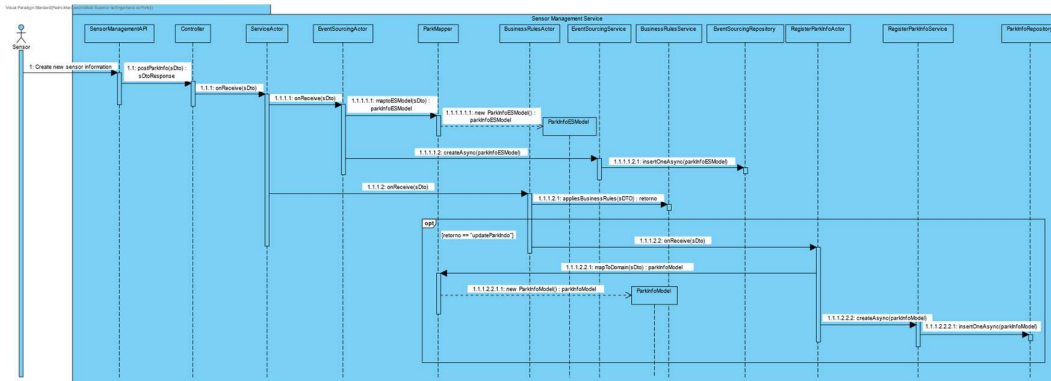 Visual Paradigm Standard(
Sensor Management Service
SensorManagementAPI
Controller
ServiceActor
EventSourcingActor
ParkMapper
BusinessRulesActor
EventSourcingService
BusinessRulesService
EventSourcingRepository
RegisterParkInfoActor
RegisterParkInfoService
ParkInfoRepository
Sensor
1: Create new sensor information
1.1: postParkInfo(sDto) :
sDtoResponse
1.1.1: onReceive(sDto)
1.1.1.1: onReceive(sDto)
1.1.1.1.1: maptoESModel(sDto) :
parkInfoESModel
1.1.1.1.1.1: new ParkInfoESModel() :
parkInfoESModel
ParkInfoESModel
1.1.1.1.2: createAsync(parkInfoESModel)
1.1.1.1.2.1: insertOneAsync(parkInfoESModel)
1.1.1.2: onReceive(sDto)
1.1.1.2.1: appliesBusinessRules(sDTO) : retorno
opt
[retorno == "updateParkIndo"]
1.1.1.2.2: onReceive(sDto)
1.1.1.2.2.1: mapToDomain(sDto) : parkInfoModel
1.1.1.2.2.1.1: new ParkInfoModel() : parkInfoModel
ParkInfoModel
1.1.1.2.2.2: createAsync(parkInfoModel)
1.1.1.2.2.2.1: insertOneAsync(parkInfoModel)